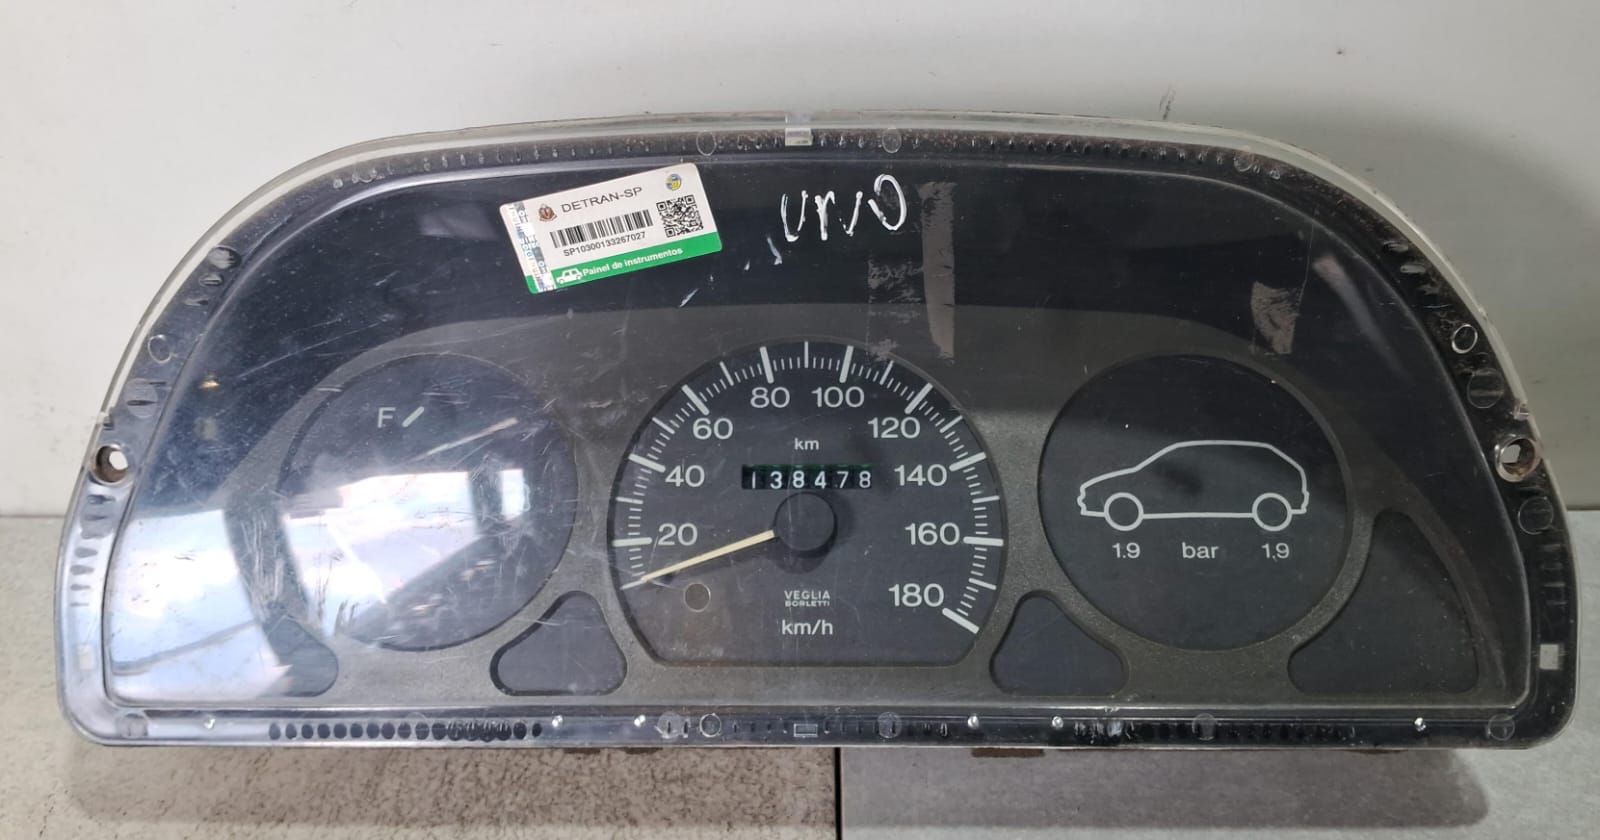 DETRAN-SP
SP10300133267027
Painel de instrumentos
F
20
40
60
80
100
120
140
160
180
km
138478
VEGLIA
BORLETTI
km/h
1.9 bar 1.9